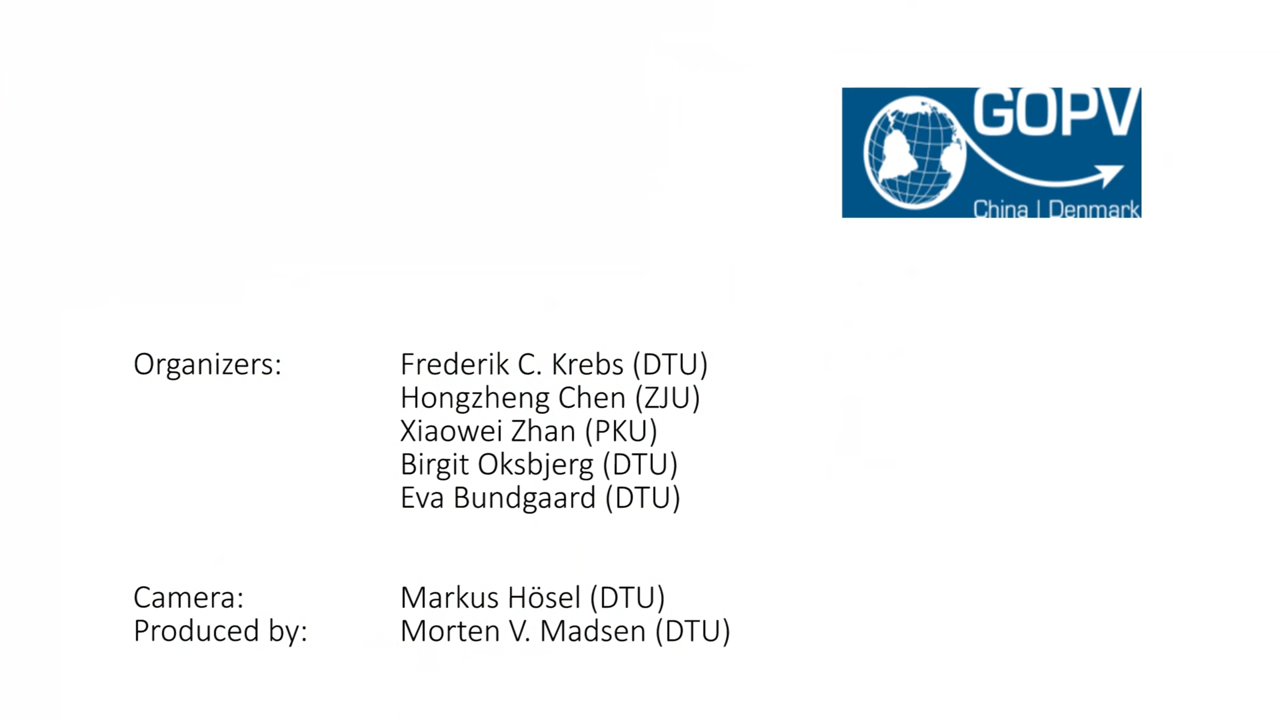 GOPV
China | Denmark
Organizers: Frederik C. Krebs (DTU)
Hongzheng Chen (ZJU)
Xiaowei Zhan (PKU)
Birgit Oksbjerg (DTU)
Eva Bundgaard (DTU)
Camera: Markus Hösel (DTU)
Produced by: Morten V. Madsen (DTU)